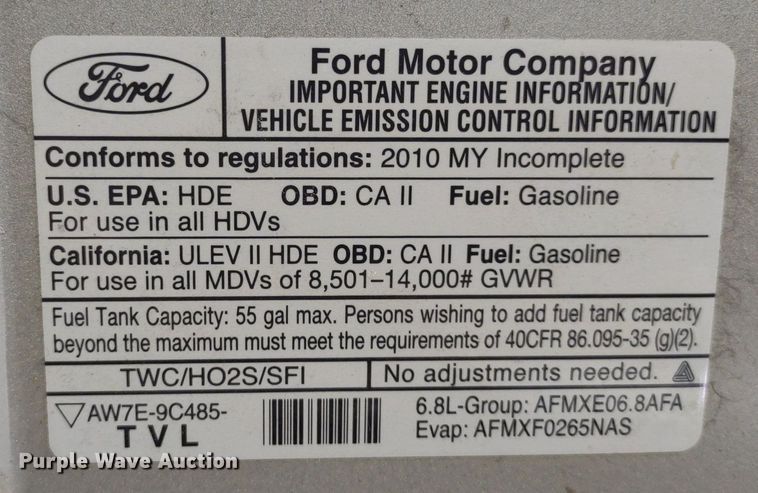 Ford
Ford Motor Company
IMPORTANT ENGINE INFORMATION/
VEHICLE EMISSION CONTROL INFORMATION
Conforms to regulations: 2010 MY Incomplete
U.S. EPA: HDE OBD: CA II Fuel: Gasoline
For use in all HDVs
California: ULEV II HDE OBD: CA II Fuel: Gasoline
For use in all MDVs of 8,501–14,000# GVWR
Fuel Tank Capacity: 55 gal max. Persons wishing to add fuel tank capacity
beyond the maximum must meet the requirements of 40CFR 86.095-35 (g)(2).
TWC/HO2S/SFI
No adjustments needed.
AW7E-9C485-
TVL
6.8L-Group: AFMXE06.8AFA
Evap: AFMXF0265NAS
Purple Wave Auction